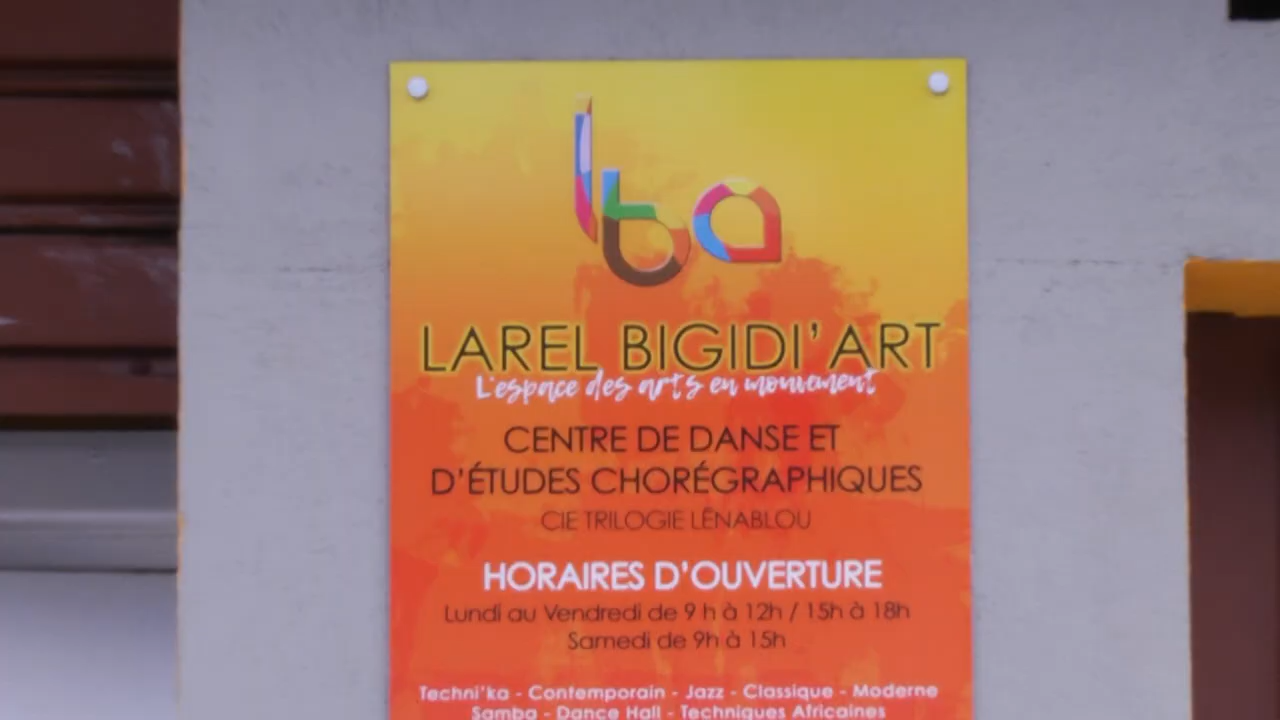 lba
LAREL BIGIDI'ART
L'espace des arts en mouvement
CENTRE DE DANSE ET
D'ÉTUDES CHORÉGRAPHIQUES
CIE TRILOGIE LÉNABLOU
HORAIRES D'OUVERTURE
Lundi au Vendredi de 9 h à 12h / 15h à 18h
Samedi de 9h à 15h
Techni'ka - Contemporain - Jazz - Classique - Moderne
Samba - Dance Hall - Techniques Africaines